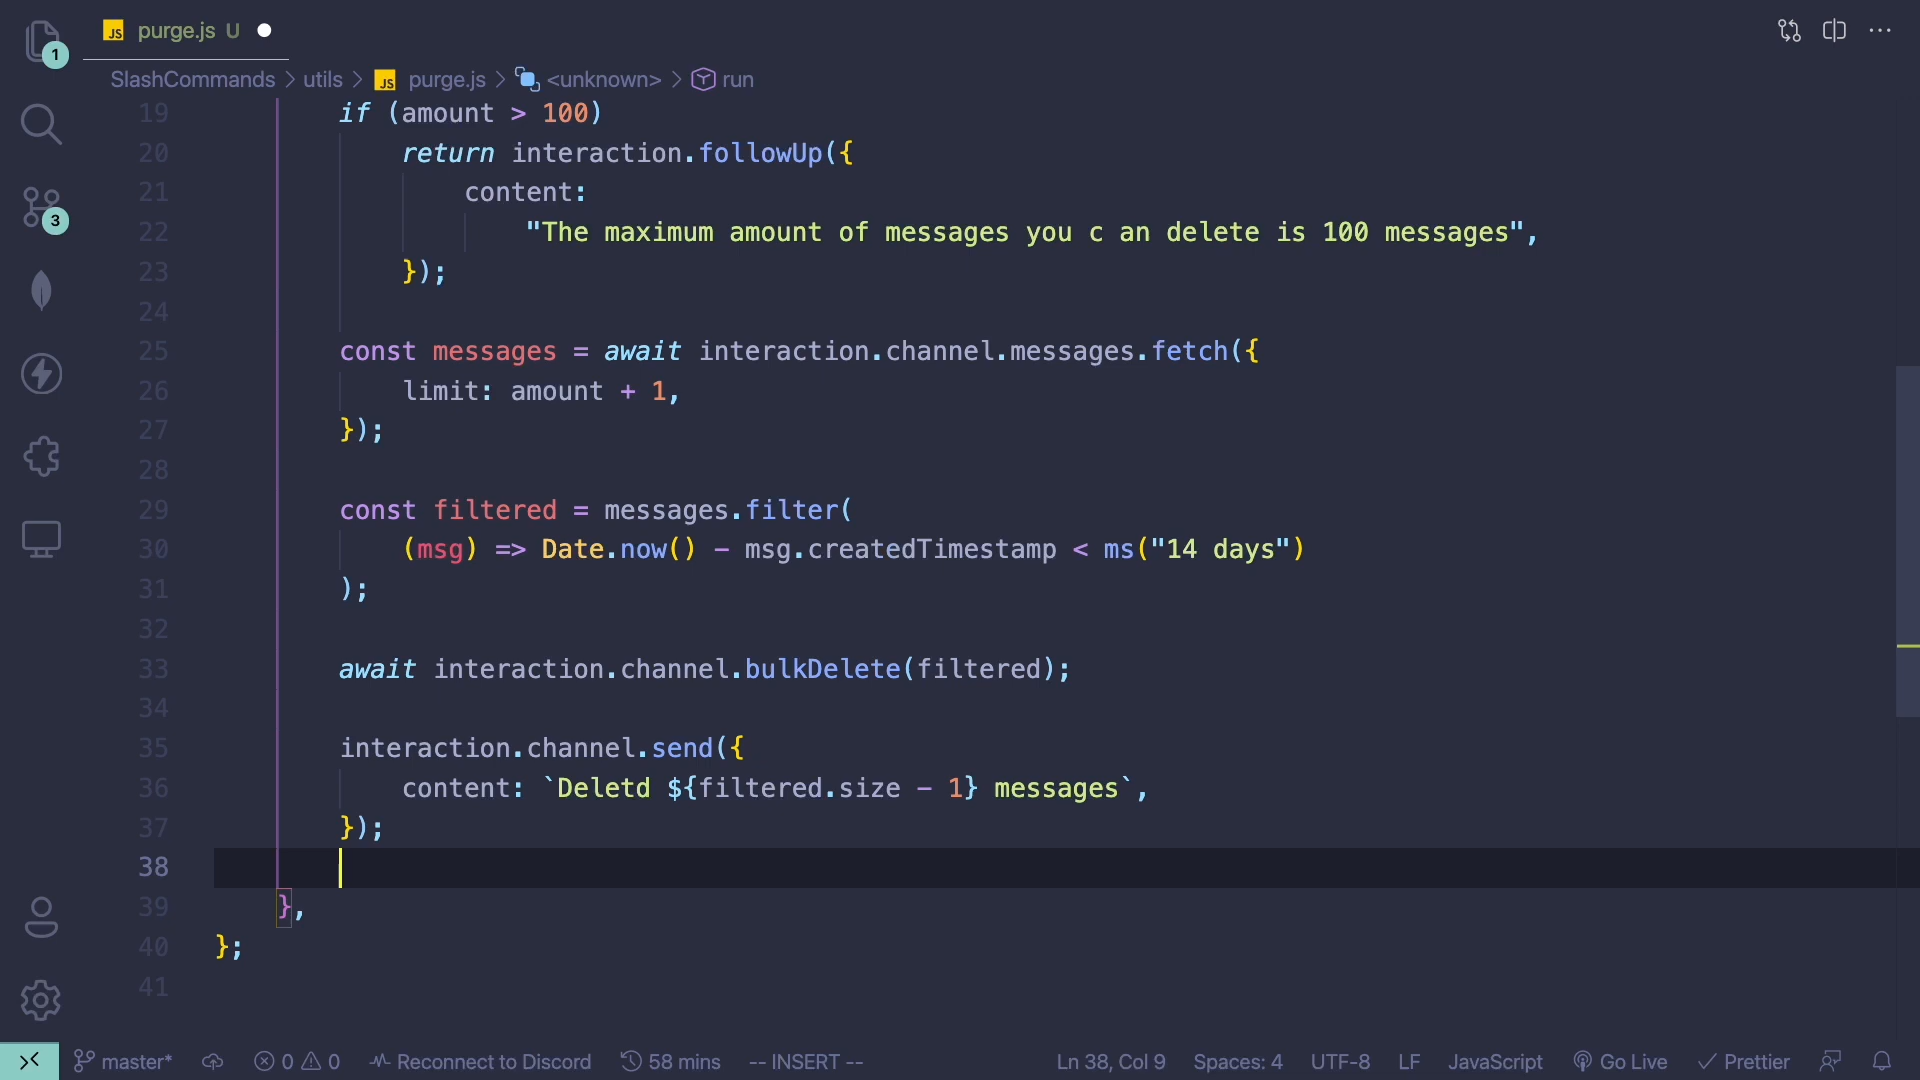 1
JS purge.js U
SlashCommands > utils > JS purge.js > <unknown> > run
19 if (amount > 100)
20 return interaction.followUp({
21 content:
22 "The maximum amount of messages you c an delete is 100 messages",
23 });
24
25 const messages = await interaction.channel.messages.fetch({
26 limit: amount + 1,
27 });
28
29 const filtered = messages.filter(
30 (msg) => Date.now() - msg.createdTimestamp < ms("14 days")
31 );
32
33 await interaction.channel.bulkDelete(filtered);
34
35 interaction.channel.send({
36 content: `Deletd ${filtered.size - 1} messages`,
37 });
38
39 },
40 };
41
3
master* 0 0 Reconnect to Discord 58 mins -- INSERT -- Ln 38, Col 9 Spaces: 4 UTF-8 LF JavaScript Go Live Prettier